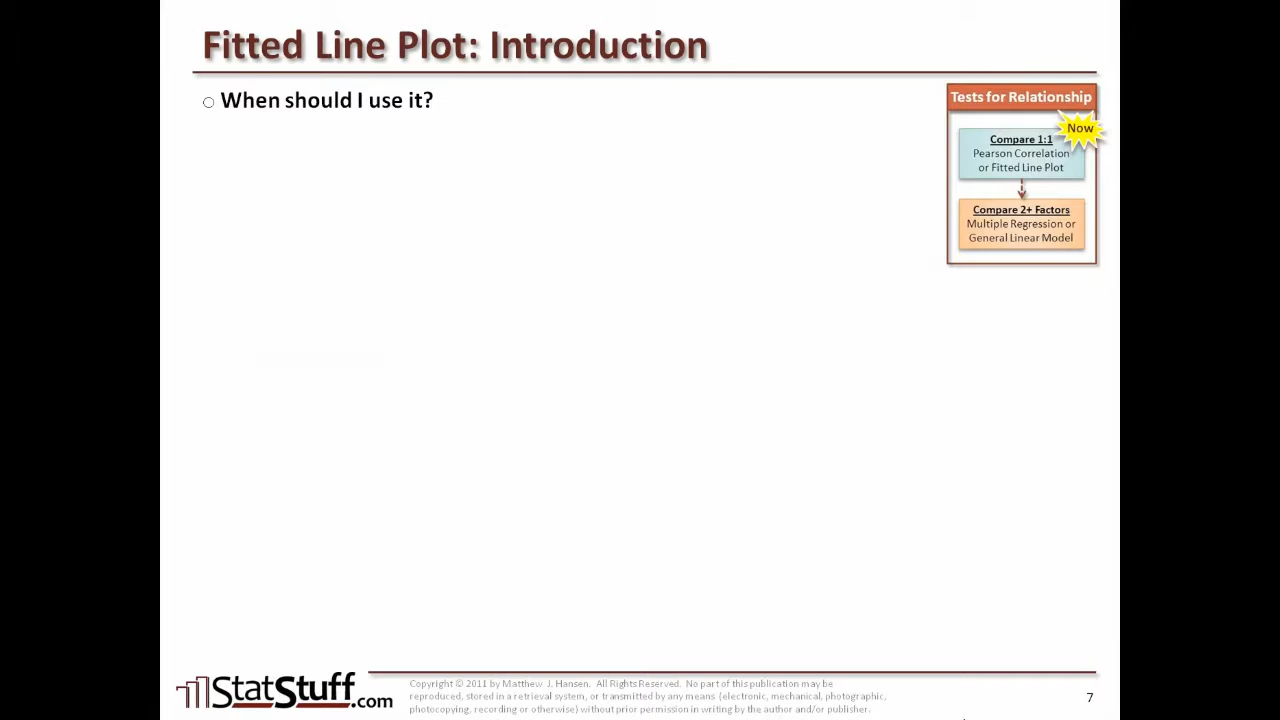 Fitted Line Plot: Introduction
○ When should I use it?
Tests for Relationship
Now
Compare 1:1
Pearson Correlation
or Fitted Line Plot
Compare 2+ Factors
Multiple Regression or
General Linear Model
StatStuff.com
Copyright © 2011 by Matthew J. Hansen. All Rights Reserved. No part of this publication may be
reproduced, stored in a retrieval system, or transmitted by any means (electronic, mechanical, photographic,
photocopying, recording or otherwise) without prior permission in writing by the author and/or publisher.
7